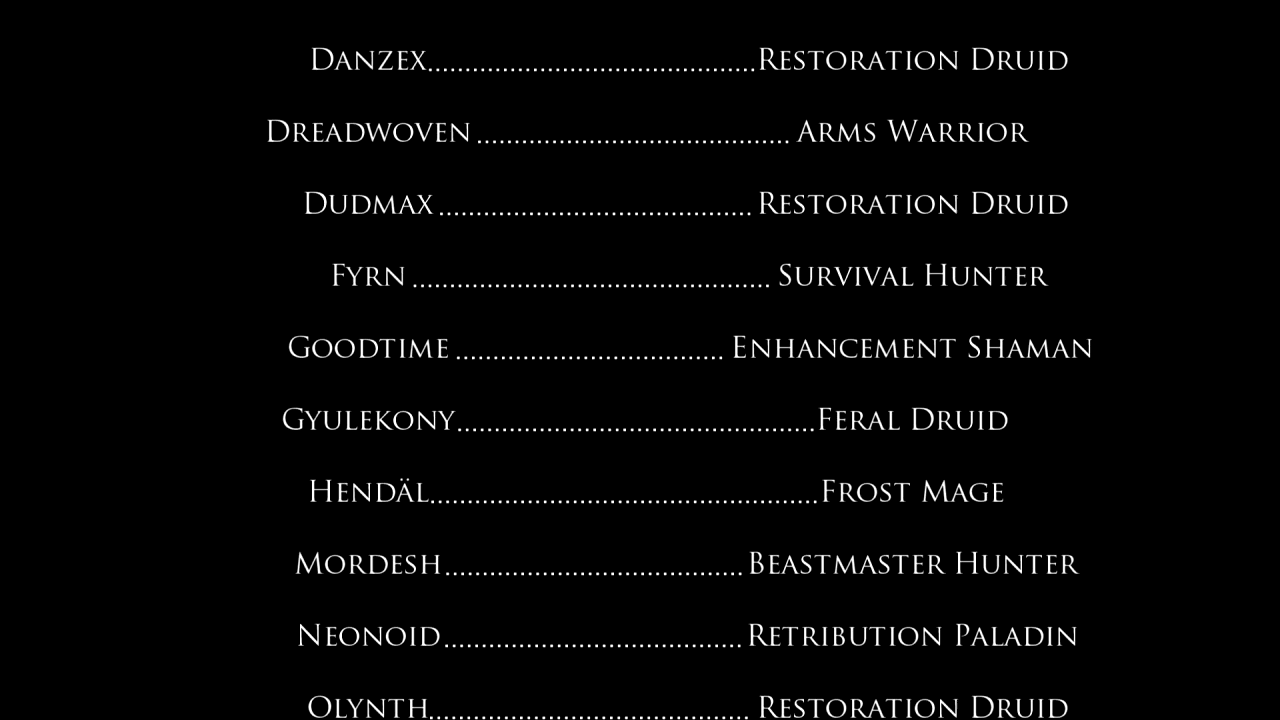 Danzex..........................................Restoration Druid
Dreadwoven ........................................ Arms Warrior
Dudmax ........................................ Restoration Druid
Fyrn .............................................. Survival Hunter
Goodtime .................................. Enhancement Shaman
Gyulekony..............................................Feral Druid
Hendäl..................................................Frost Mage
Mordesh...................................... Beastmaster Hunter
Neonoid...................................... Retribution Paladin
Olynth......................................... Restoration Druid